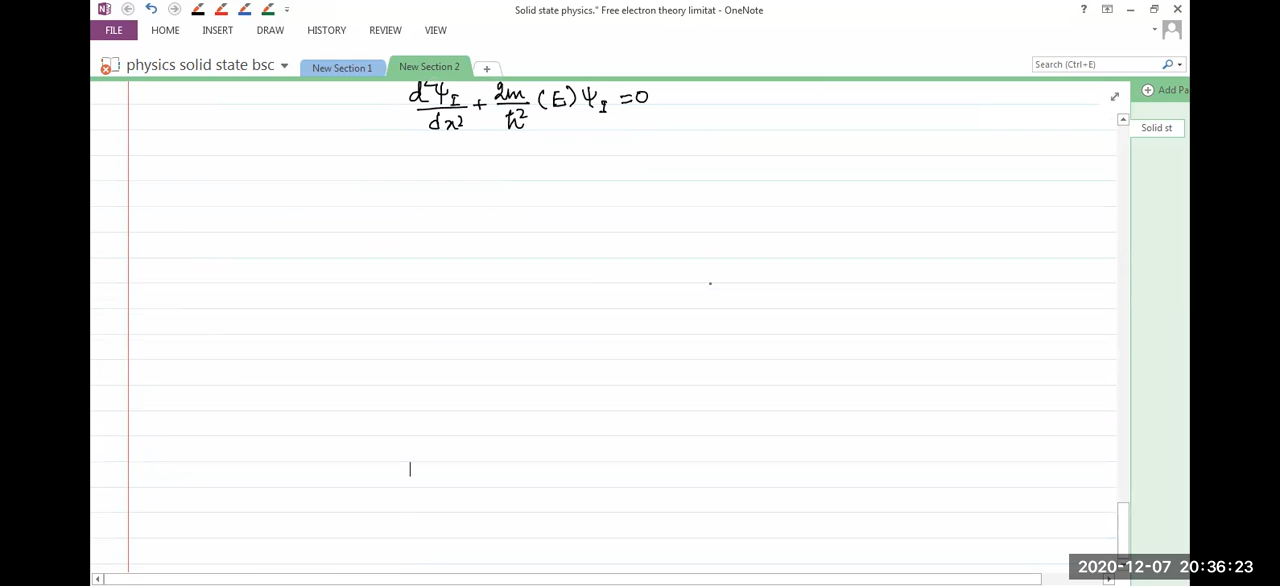 Solid state physics." Free electron theory limitat - OneNote
FILE HOME INSERT DRAW HISTORY REVIEW VIEW
physics solid state bsc New Section 1 New Section 2 + Search (Ctrl+E)
d²Ψ_I/dx² + 2m/ħ² (E) Ψ_I = 0
Add Pa
Solid st
2020-12-07 20:36:23